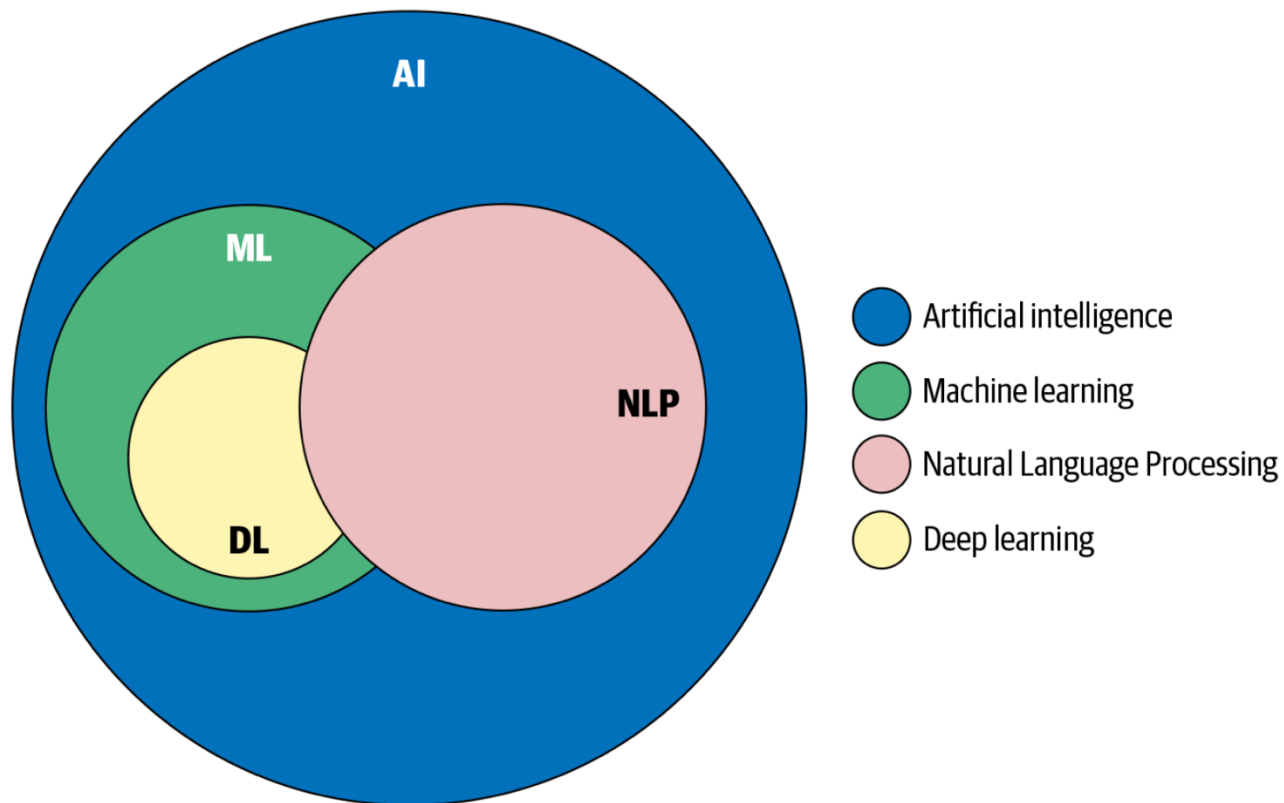 AI
ML
NLP
DL
Artificial intelligence
Machine learning
Natural Language Processing
Deep learning